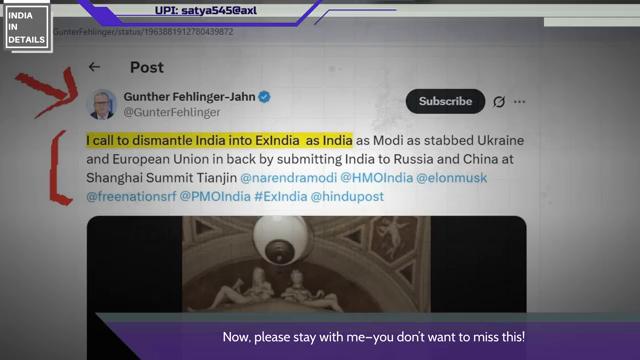 INDIA
IN
DETAILS
UPI: satya545@axl
GunterFehlinger/status/1963881912780439872
Post
Gunther Fehlinger-Jahn
@GunterFehlinger
Subscribe
I call to dismantle India into ExIndia as India as Modi as stabbed Ukraine
and European Union in back by submitting India to Russia and China at
Shanghai Summit Tianjin @narendramodi @HMOIndia @elonmusk
@freenationsrf @PMOIndia #ExIndia @hindupost
Now, please stay with me—you don't want to miss this!